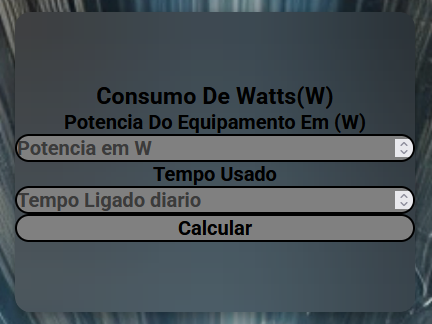 Consumo De Watts(W)
Potencia Do Equipamento Em (W)
Potencia em W
Tempo Usado
Tempo Ligado diario
Calcular